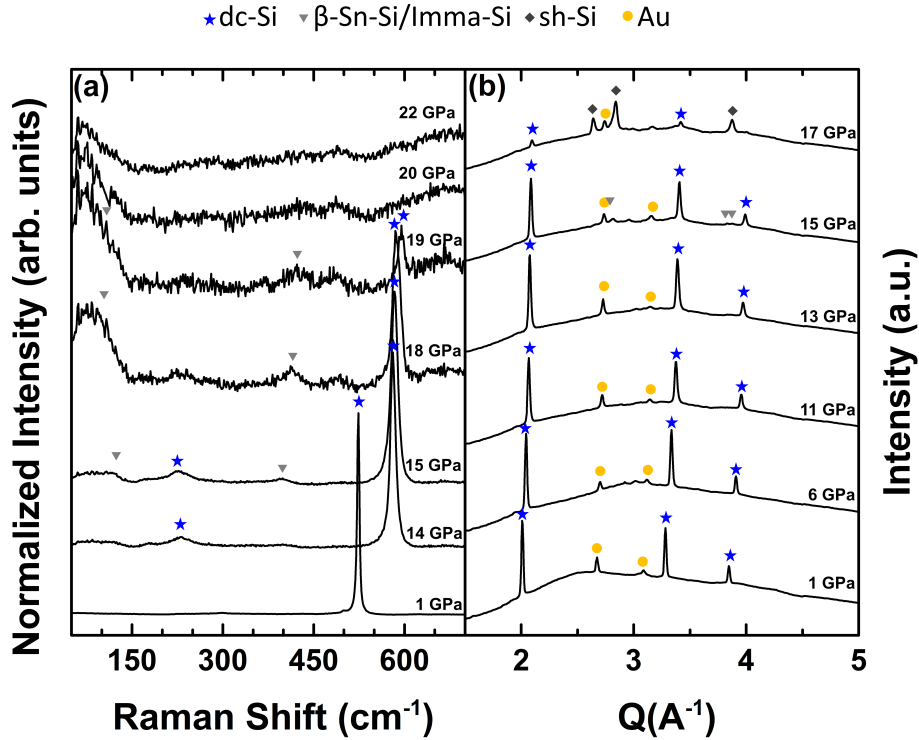 dc-Si β-Sn-Si/Imma-Si sh-Si Au
(a)
22 GPa
20 GPa
19 GPa
18 GPa
15 GPa
14 GPa
1 GPa
Normalized Intensity (arb. units)
150 300 450 600
Raman Shift (cm⁻¹)
(b)
17 GPa
15 GPa
13 GPa
11 GPa
6 GPa
1 GPa
Intensity (a.u.)
2 3 4 5
Q(A⁻¹)